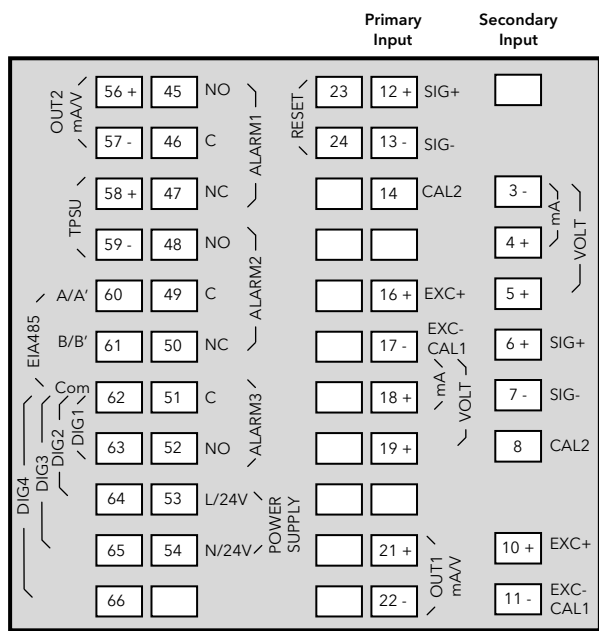 Primary Input
Secondary Input
OUT2 mA/V
56 + 45 NO
57 - 46 C
ALARM1
RESET
23 12 + SIG+
24 13 - SIG-
TPSU
58 + 47 NC
14 CAL2
3 -
59 - 48 NO
4 +
mA
VOLT
ALARM2
EIA485
A/A' 60 49 C
16 + EXC+
5 +
B/B' 61 50 NC
17 - EXC- CAL1
6 + SIG+
Com 62 51 C
18 +
mA
VOLT
7 - SIG-
ALARM3
DIG1
DIG2
DIG3
DIG4
63 52 NO
19 +
8 CAL2
64 53 L/24V
POWER SUPPLY
65 54 N/24V
21 +
OUT1 mA/V
10 + EXC+
66
22 -
11 - EXC- CAL1